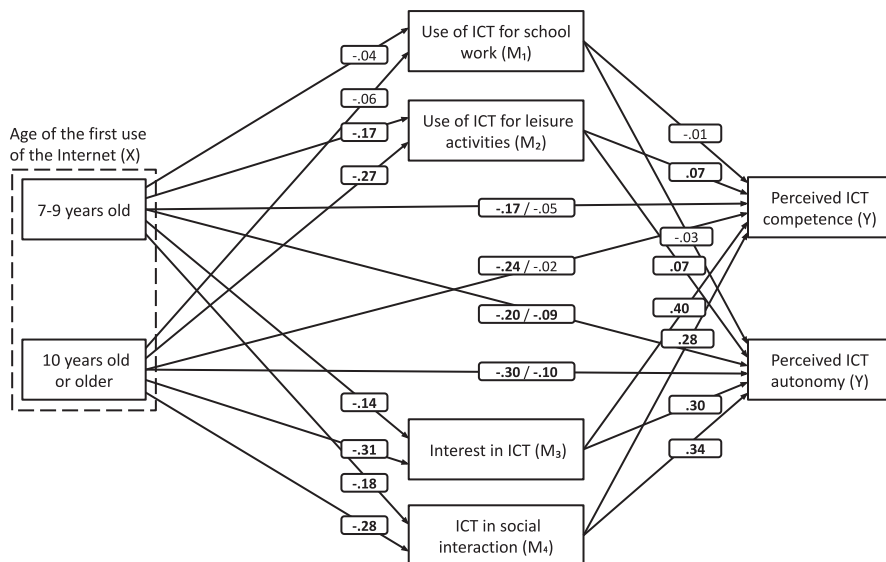 Use of ICT for school
work (M₁)
-.04
-.06
Age of the first use
of the Internet (X)
-.17
Use of ICT for leisure
activities (M₂)
-.01
.07
-.27
7-9 years old
-.17 / -.05
Perceived ICT
competence (Y)
-.03
-.24 / -.02
.07
-.20 / -.09
.40
.28
10 years old
or older
-.30 / -.10
Perceived ICT
autonomy (Y)
-.14
.30
-.31
Interest in ICT (M₃)
.34
-.18
-.28
ICT in social
interaction (M₄)